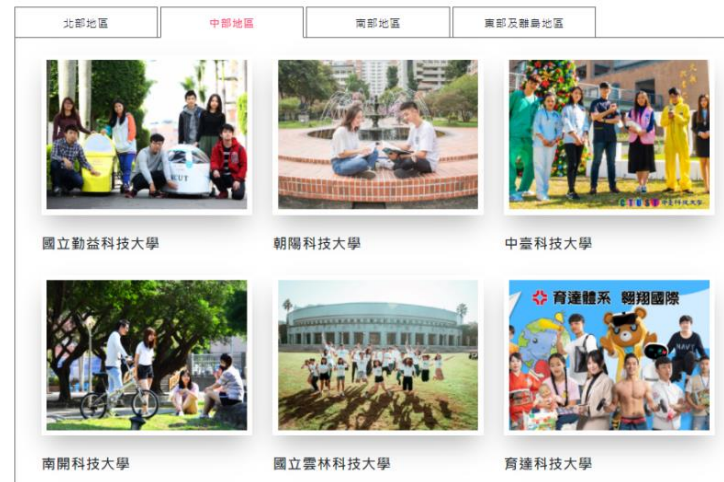 北部地區
中部地區
南部地區
東部及離島地區
國立勤益科技大學
朝陽科技大學
中臺科技大學
育達體系 翱翔國際
南開科技大學
國立雲林科技大學
育達科技大學